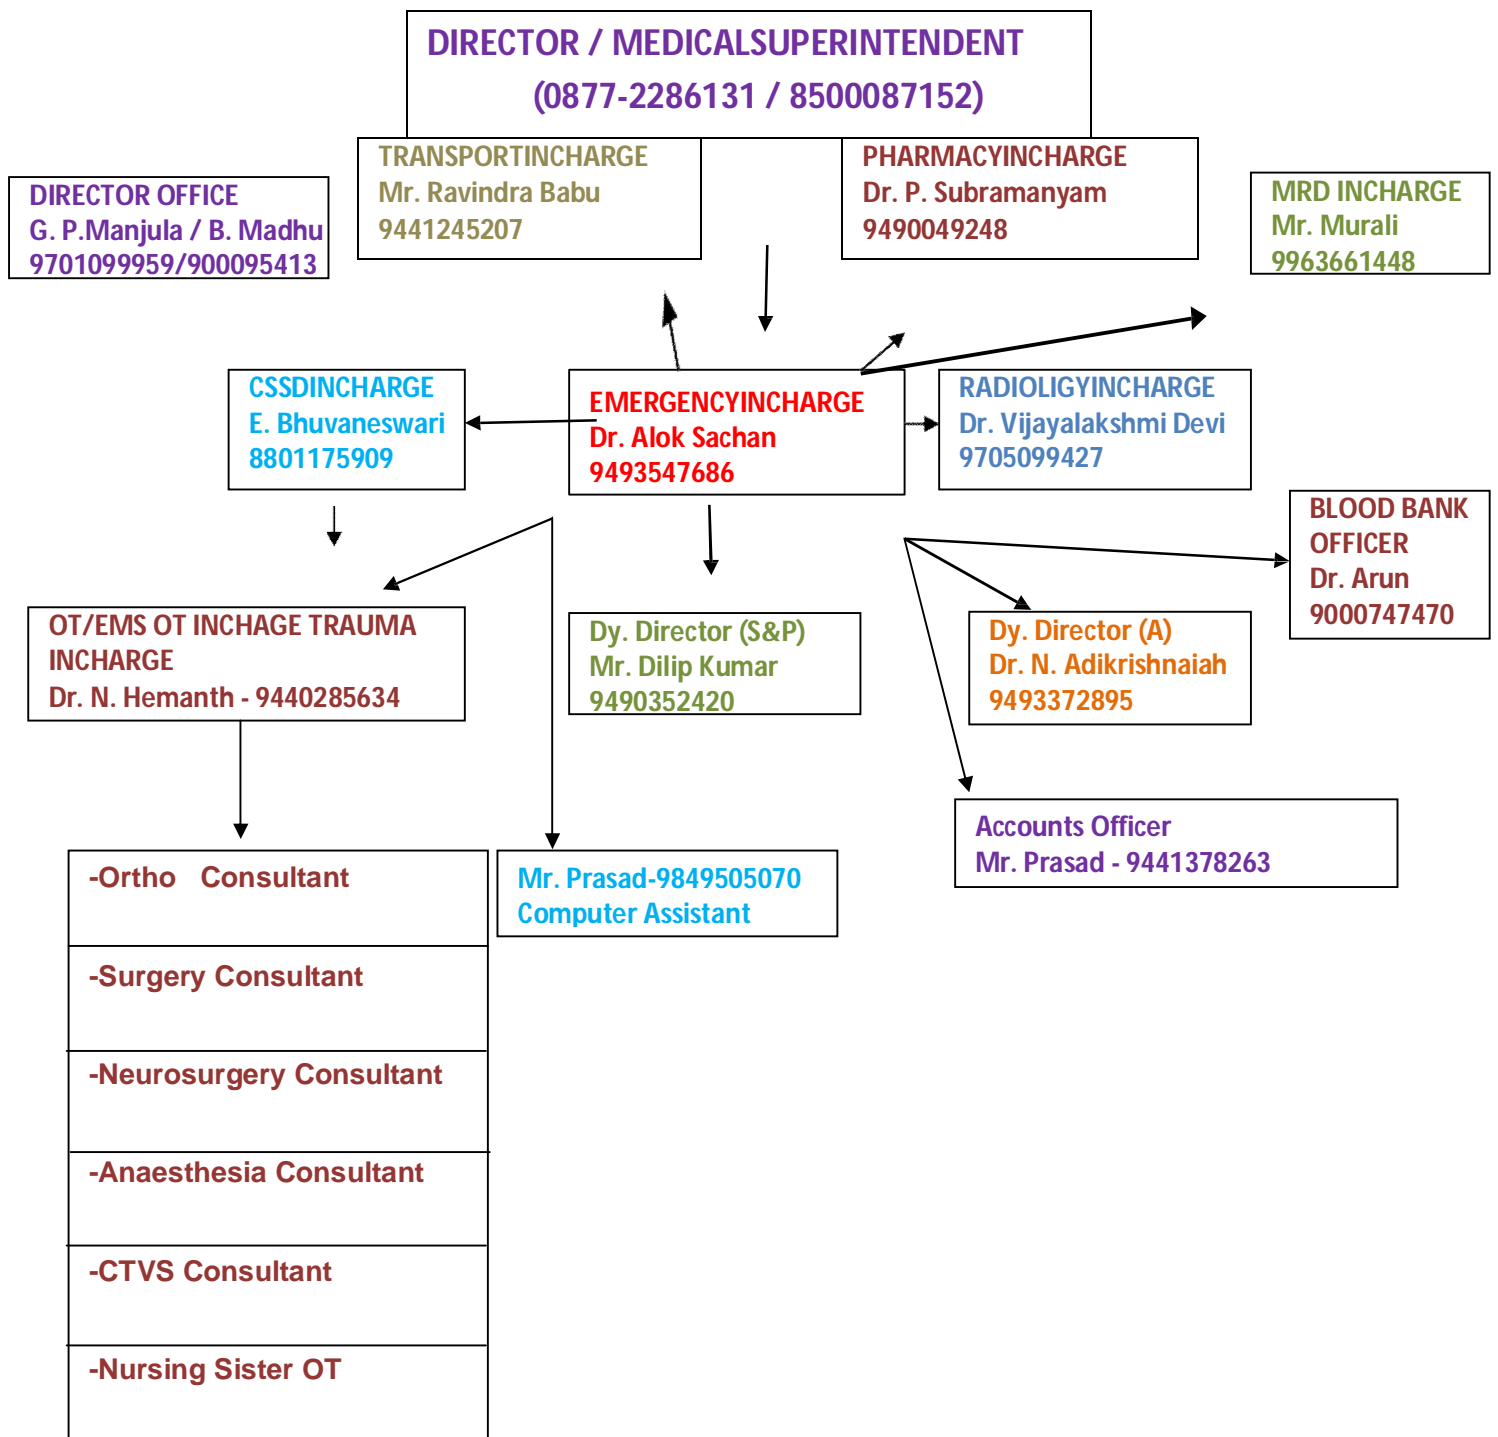 DIRECTOR / MEDICALSUPERINTENDENT
(0877-2286131 / 8500087152)
TRANSPORTINCHARGE
Mr. Ravindra Babu
9441245207
PHARMACYINCHARGE
Dr. P. Subramanyam
9490049248
DIRECTOR OFFICE
G. P.Manjula / B. Madhu
9701099959/900095413
MRD INCHARGE
Mr. Murali
9963661448
CSSDINCHARGE
E. Bhuvaneswari
8801175909
EMERGENCYINCHARGE
Dr. Alok Sachan
9493547686
RADIOLIGYINCHARGE
Dr. Vijayalakshmi Devi
9705099427
BLOOD BANK
OFFICER
Dr. Arun
9000747470
OT/EMS OT INCHAGE TRAUMA
INCHARGE
Dr. N. Hemanth - 9440285634
Dy. Director (S&P)
Mr. Dilip Kumar
9490352420
Dy. Director (A)
Dr. N. Adikrishnaiah
9493372895
Accounts Officer
Mr. Prasad - 9441378263
Mr. Prasad-9849505070
Computer Assistant
-Ortho   Consultant
-Surgery Consultant
-Neurosurgery Consultant
-Anaesthesia Consultant
-CTVS Consultant
-Nursing Sister OT